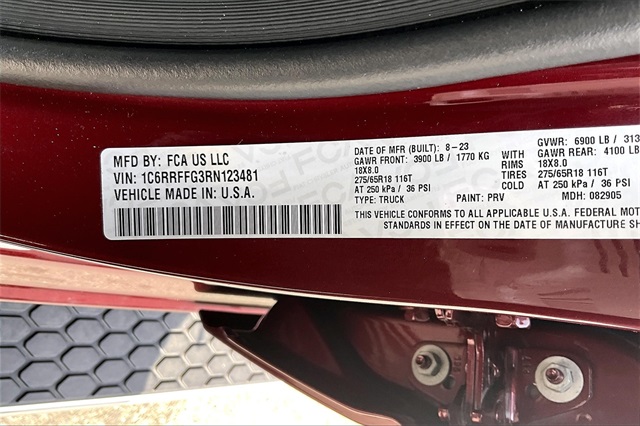 MFD BY: FCA US LLC
VIN: 1C6RRFFG3RN123481
VEHICLE MADE IN U.S.A.
DATE OF MFR (BUILT): 8-23
GAWR FRONT: 3900 LB / 1770 KG
18X8.0
275/65R18 116T
AT 250 kPa / 36 PSI
TYPE: TRUCK
WITH
RIMS
TIRES
COLD
PAINT: PRV
GVWR: 6900 LB / 313
GAWR REAR: 4100 LB
18X8.0
275/65R18 116T
AT 250 kPa / 36 PSI
MDH: 082905
THIS VEHICLE CONFORMS TO ALL APPLICABLE U.S.A. FEDERAL MOT
STANDARDS IN EFFECT ON THE DATE OF MANUFACTURE SH